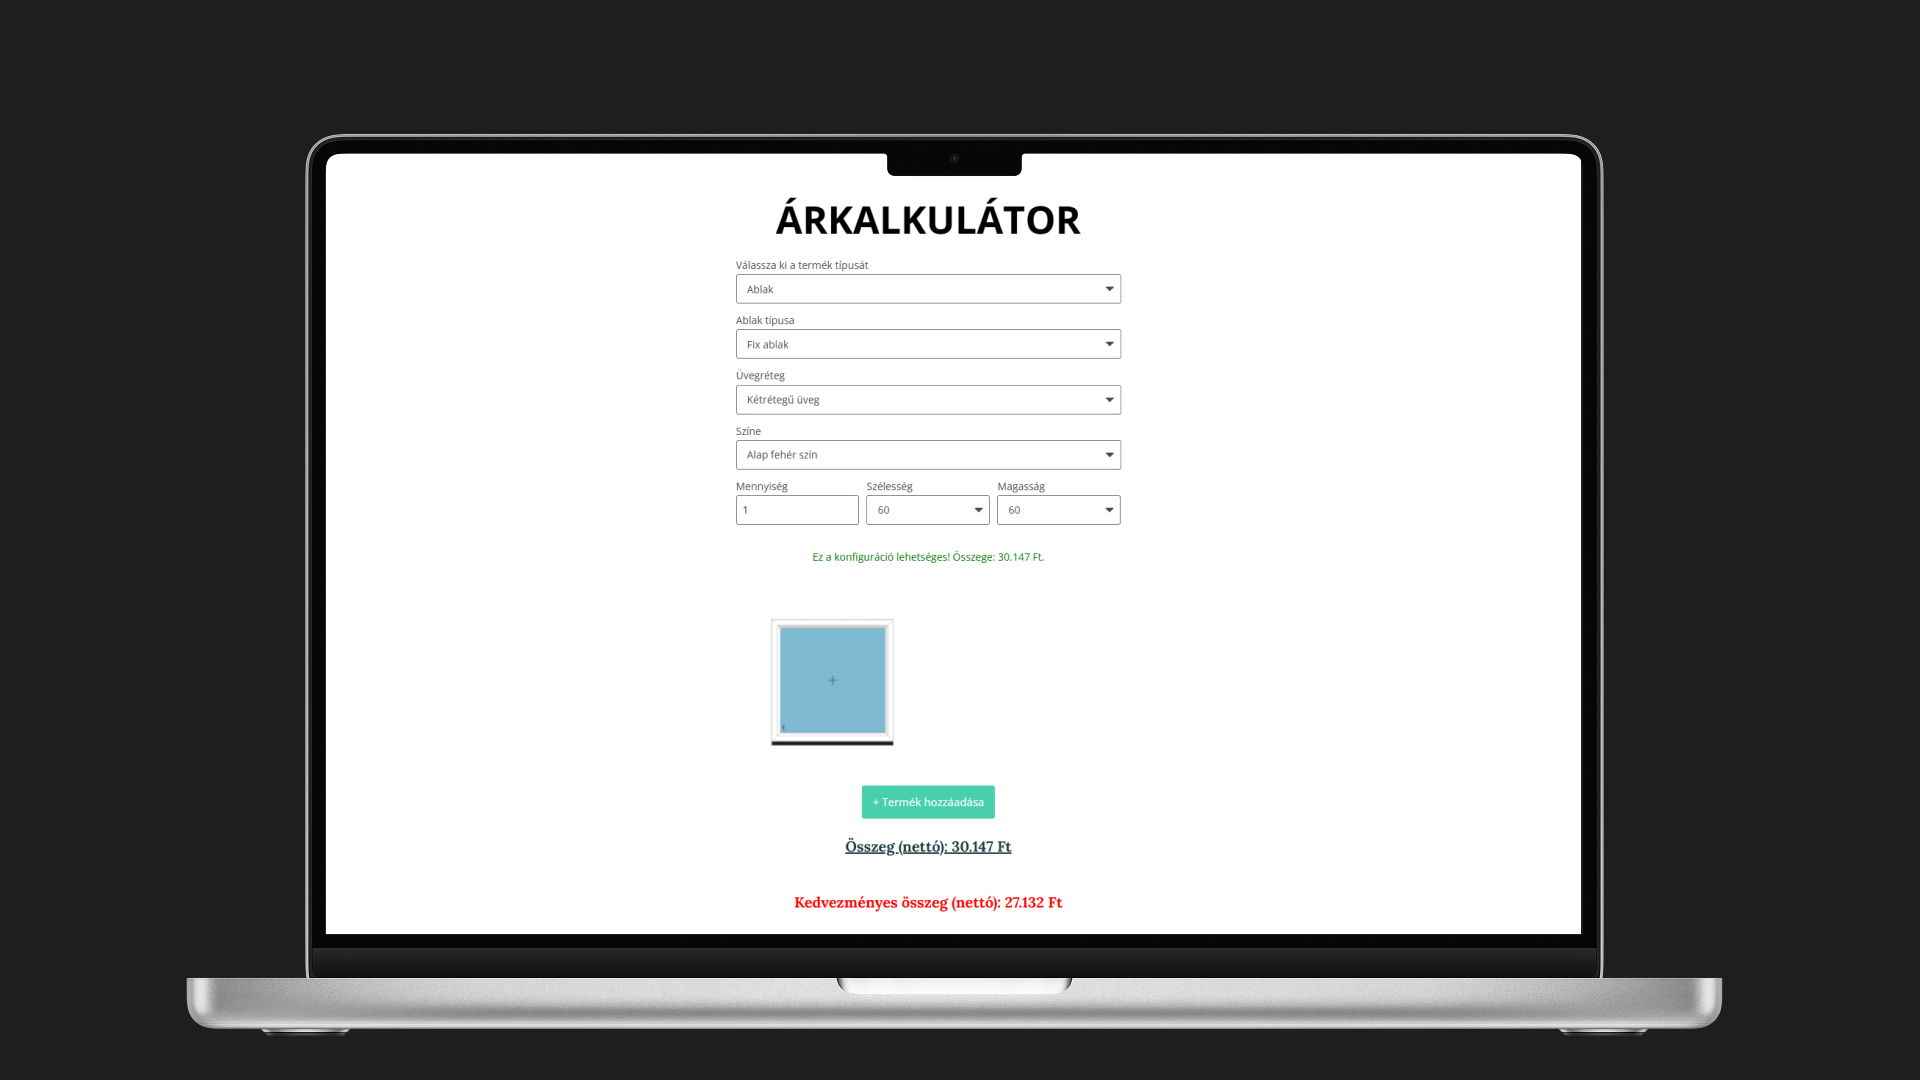 ÁRKALKULÁTOR
Válassza ki a termék típusát
Ablak
Ablak típusa
Fix ablak
Üvegréteg
Kétrétegű üveg
Színe
Alap fehér szín
Mennyiség Szélesség Magasság
1 60 60
Ez a konfiguráció lehetséges! Összege: 30.147 Ft.
+ Termék hozzáadása
Összeg (nettó): 30.147 Ft
Kedvezményes összeg (nettó): 27.132 Ft